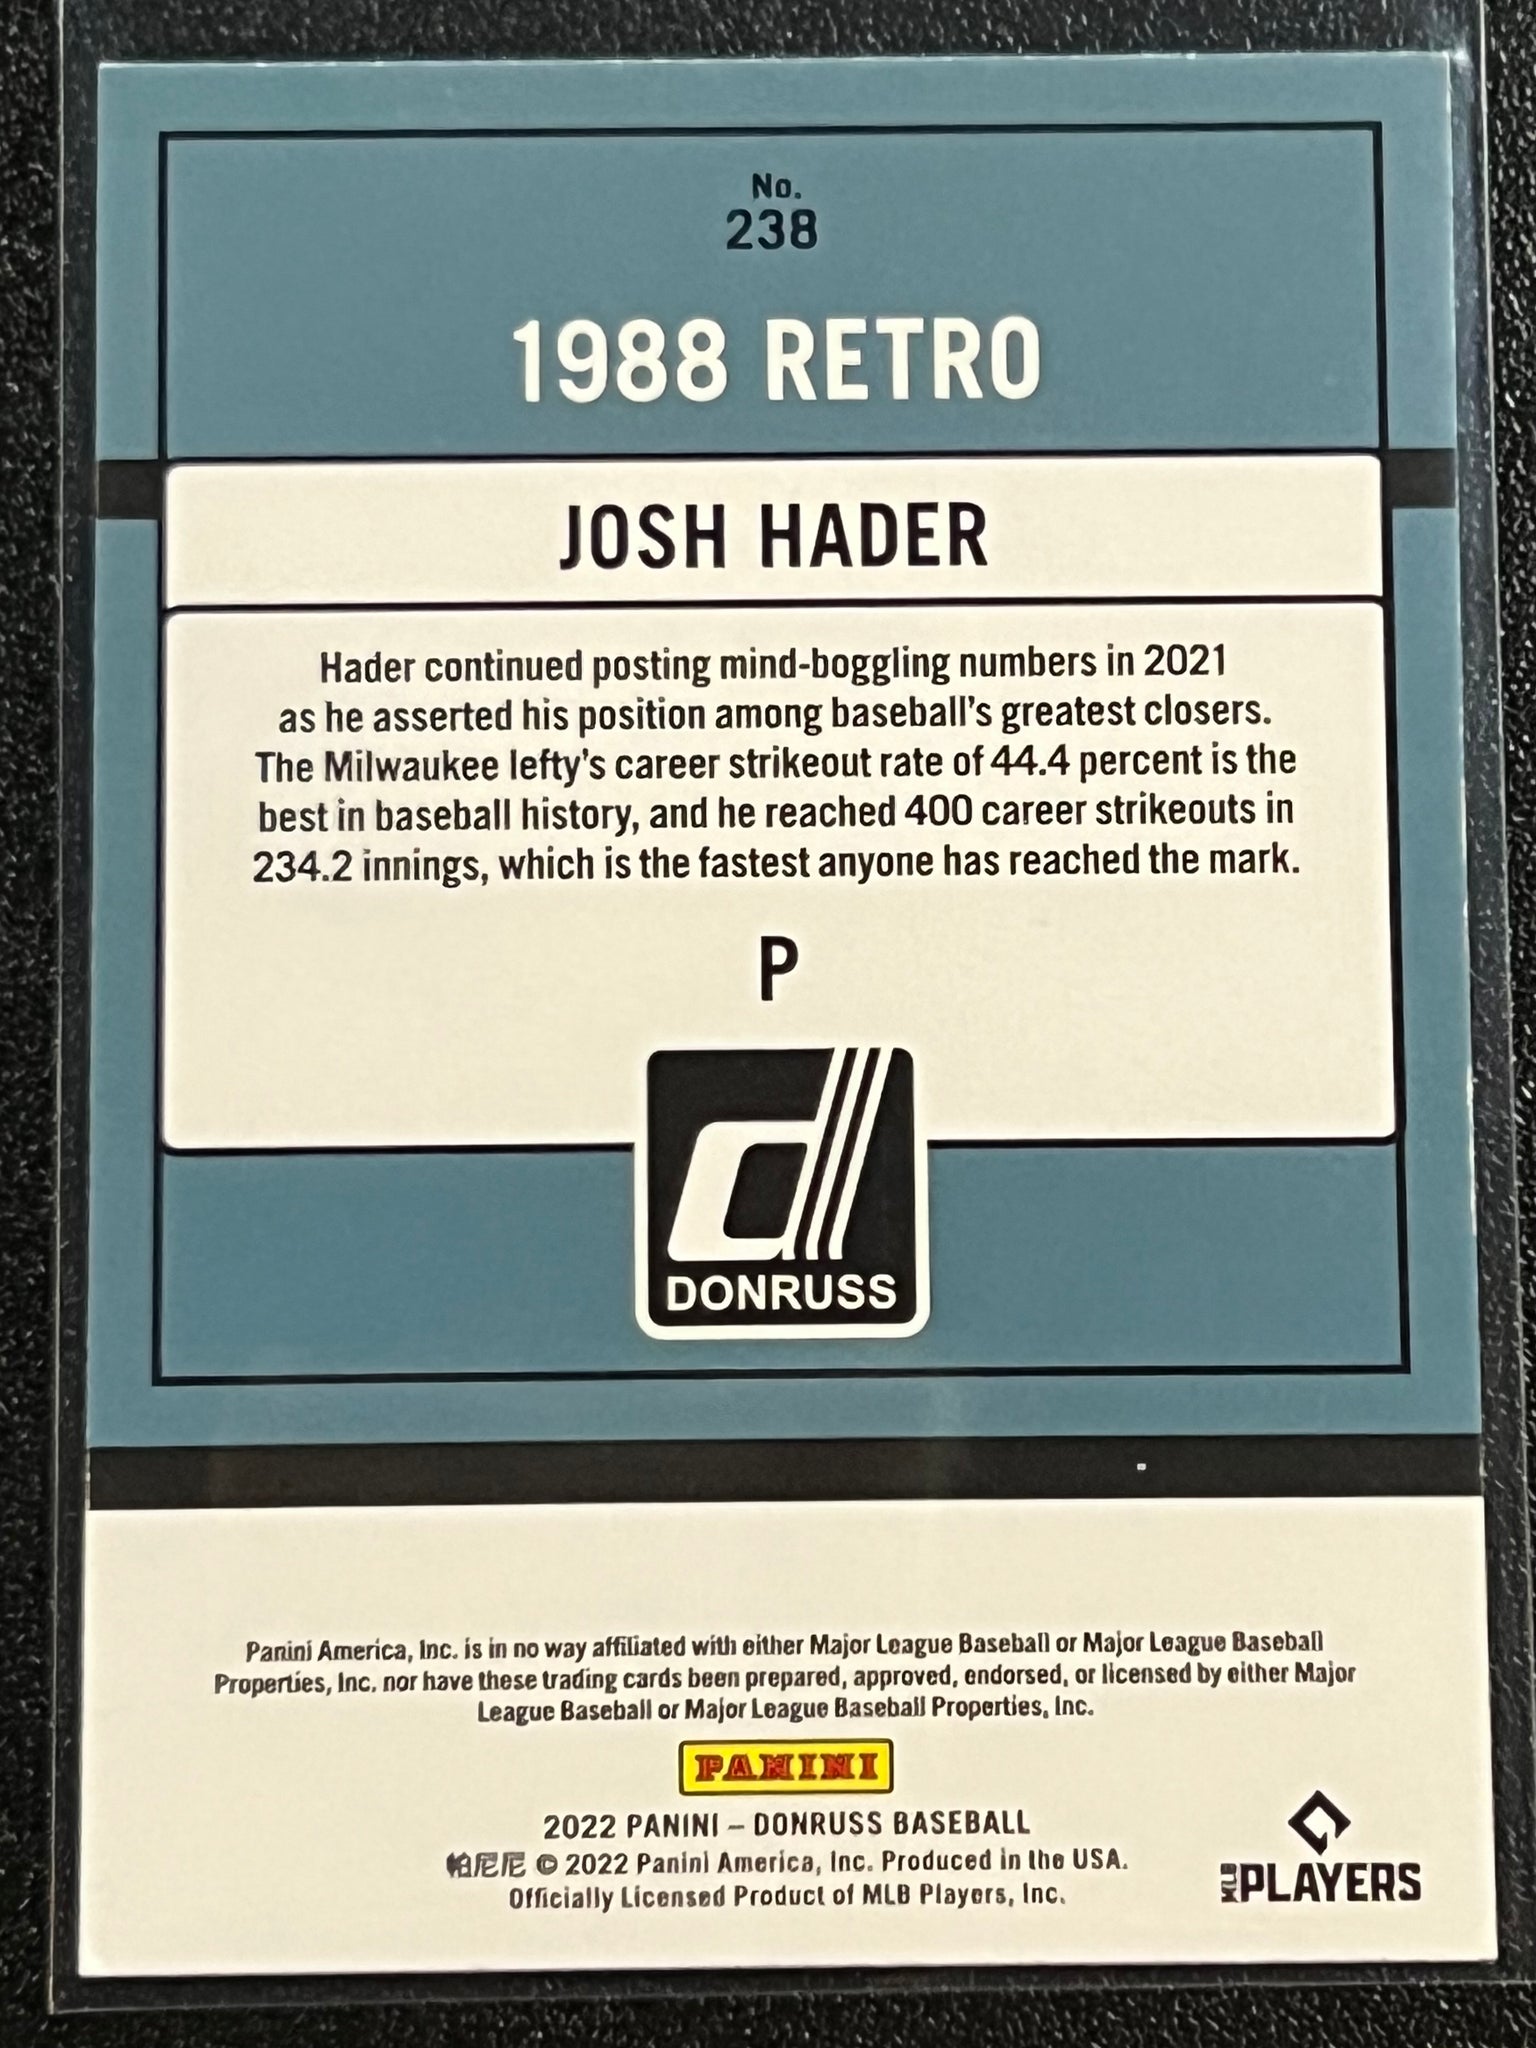 No.
238
1988 RETRO
JOSH HADER
Hader continued posting mind-boggling numbers in 2021
as he asserted his position among baseball's greatest closers.
The Milwaukee lefty's career strikeout rate of 44.4 percent is the
best in baseball history, and he reached 400 career strikeouts in
234.2 innings, which is the fastest anyone has reached the mark.
P
d
DONRUSS
Panini America, Inc. is in no way affiliated with either Major League Baseball or Major League Baseball
Properties, Inc. nor have these trading cards been prepared, approved, endorsed, or licensed by either Major
League Baseball or Major League Baseball Properties, Inc.
PANINI
2022 PANINI – DONRUSS BASEBALL
帕尼尼 © 2022 Panini America, Inc. Produced in the USA.
Officially Licensed Product of MLB Players, Inc.
MLB PLAYERS